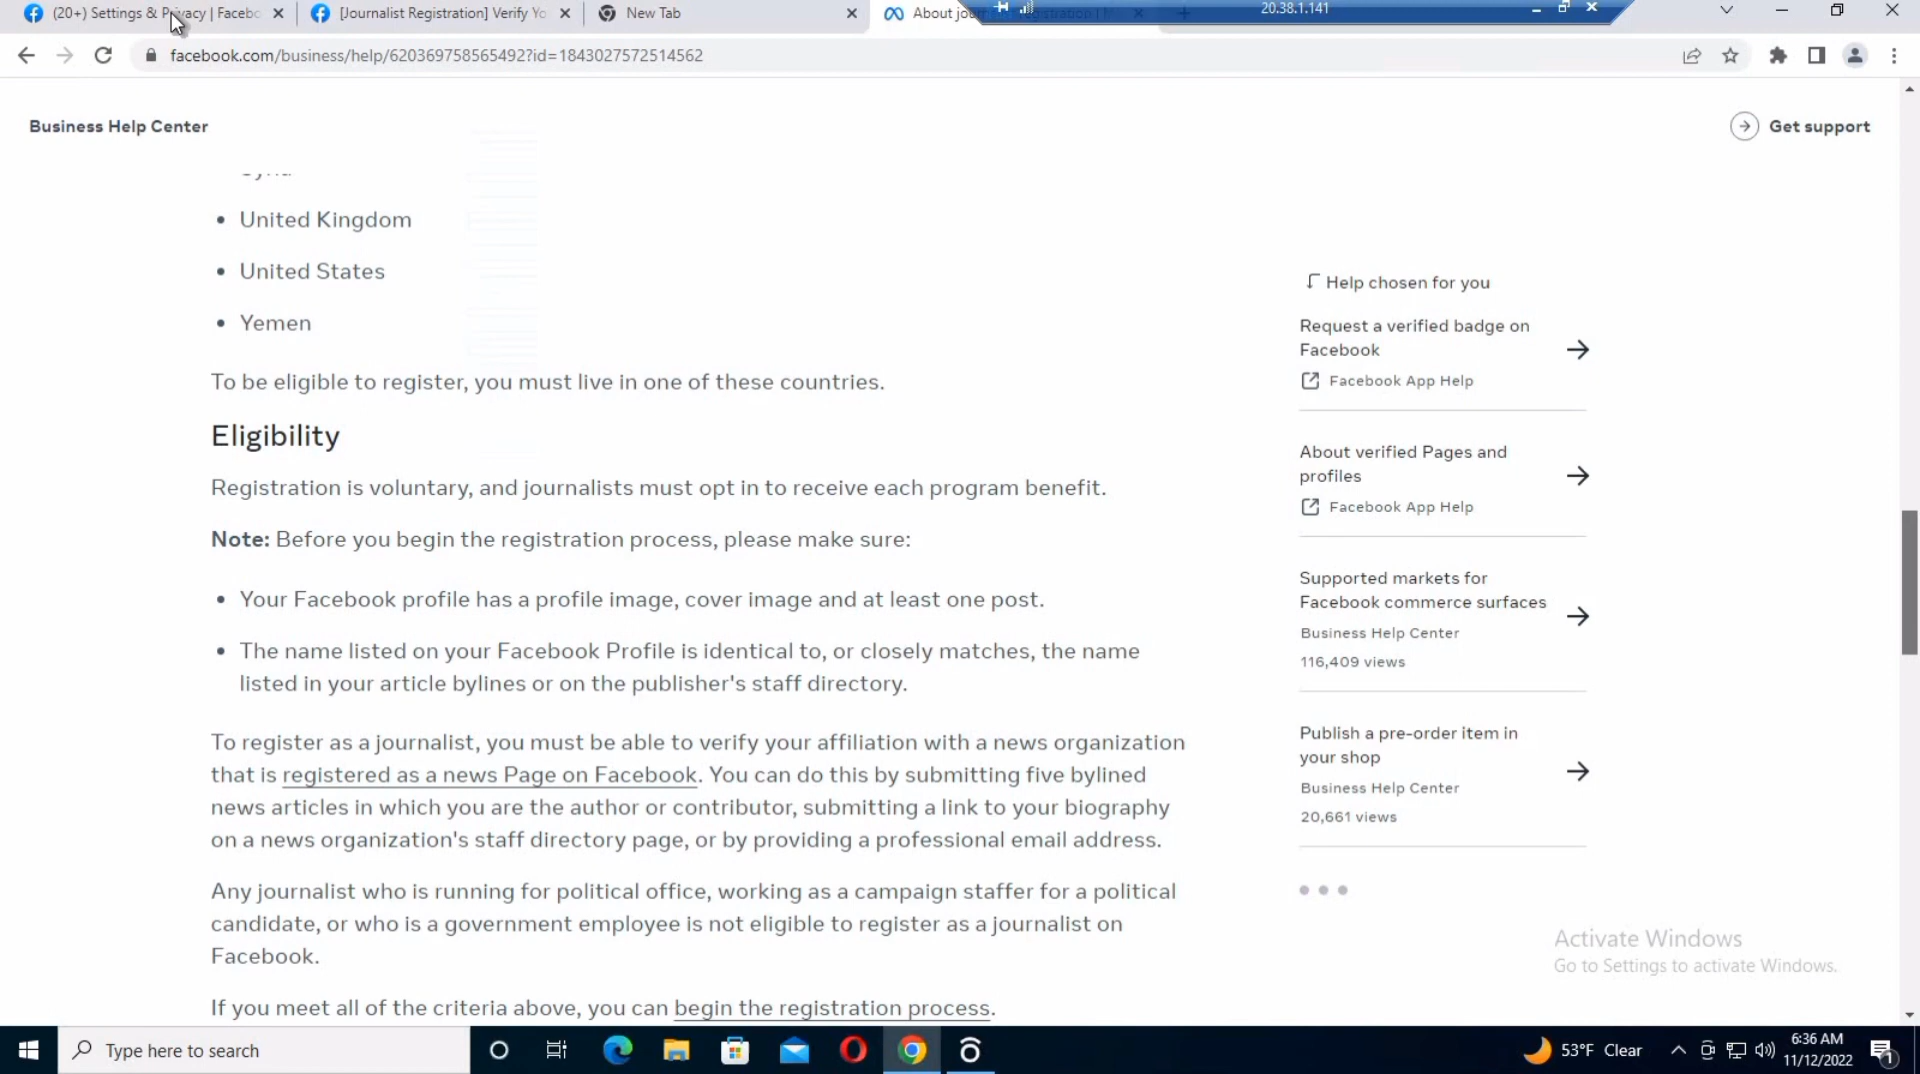 (20+) Settings & Privacy | Facebo
[Journalist Registration] Verify Yo
New Tab
20.38.1.141
facebook.com/business/help/620369758565492?id=1843027572514562
Business Help Center
Get support
• United Kingdom
• United States
• Yemen
To be eligible to register, you must live in one of these countries.
Eligibility
Registration is voluntary, and journalists must opt in to receive each program benefit.
Note: Before you begin the registration process, please make sure:
• Your Facebook profile has a profile image, cover image and at least one post.
• The name listed on your Facebook Profile is identical to, or closely matches, the name
listed in your article bylines or on the publisher's staff directory.
To register as a journalist, you must be able to verify your affiliation with a news organization
that is registered as a news Page on Facebook. You can do this by submitting five bylined
news articles in which you are the author or contributor, submitting a link to your biography
on a news organization's staff directory page, or by providing a professional email address.
Any journalist who is running for political office, working as a campaign staffer for a political
candidate, or who is a government employee is not eligible to register as a journalist on
Facebook.
If you meet all of the criteria above, you can begin the registration process.
Help chosen for you
Request a verified badge on
Facebook
Facebook App Help
About verified Pages and
profiles
Facebook App Help
Supported markets for
Facebook commerce surfaces
Business Help Center
116,409 views
Publish a pre-order item in
your shop
Business Help Center
20,661 views
Activate Windows
Go to Settings to activate Windows.
Type here to search
53°F Clear
6:36 AM
11/12/2022
1